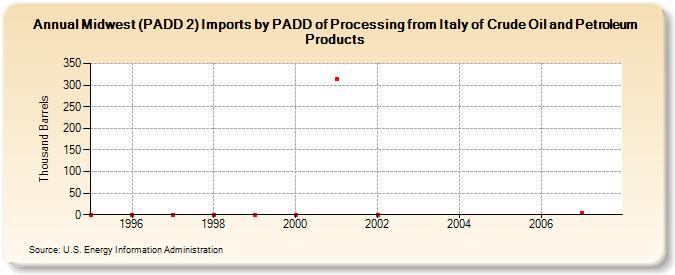 Annual Midwest (PADD 2) Imports by PADD of Processing from Italy of Crude Oil and Petroleum
Products
Thousand Barrels
350
300
250
200
150
100
50
0
1996 1998 2000 2002 2004 2006
Source: U.S. Energy Information Administration